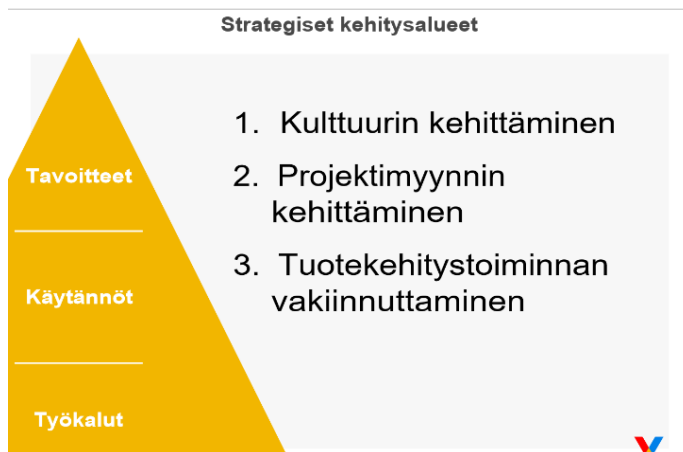 Strategiset kehitysalueet
Tavoitteet
Käytännöt
Työkalut
1. Kulttuurin kehittäminen
2. Projektimyynnin
kehittäminen
3. Tuotekehitystoiminnan
vakiinnuttaminen